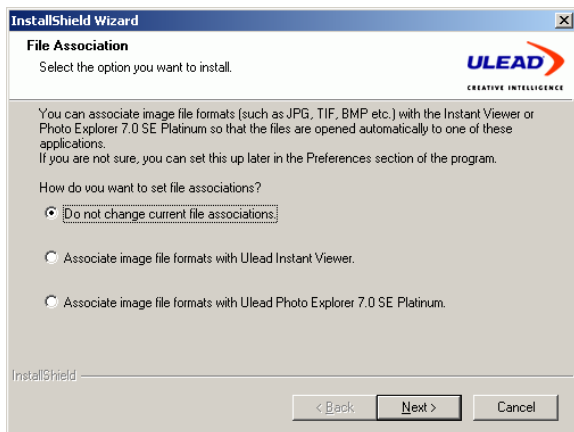 InstallShield Wizard
File Association
Select the option you want to install.
ULEAD
CREATIVE INTELLIGENCE
You can associate image file formats (such as JPG, TIF, BMP etc.) with the Instant Viewer or
Photo Explorer 7.0 SE Platinum so that the files are opened automatically to one of these
applications.
If you are not sure, you can set this up later in the Preferences section of the program.
How do you want to set file associations?
Do not change current file associations.
Associate image file formats with Ulead Instant Viewer.
Associate image file formats with Ulead Photo Explorer 7.0 SE Platinum.
InstallShield
< Back
Next >
Cancel